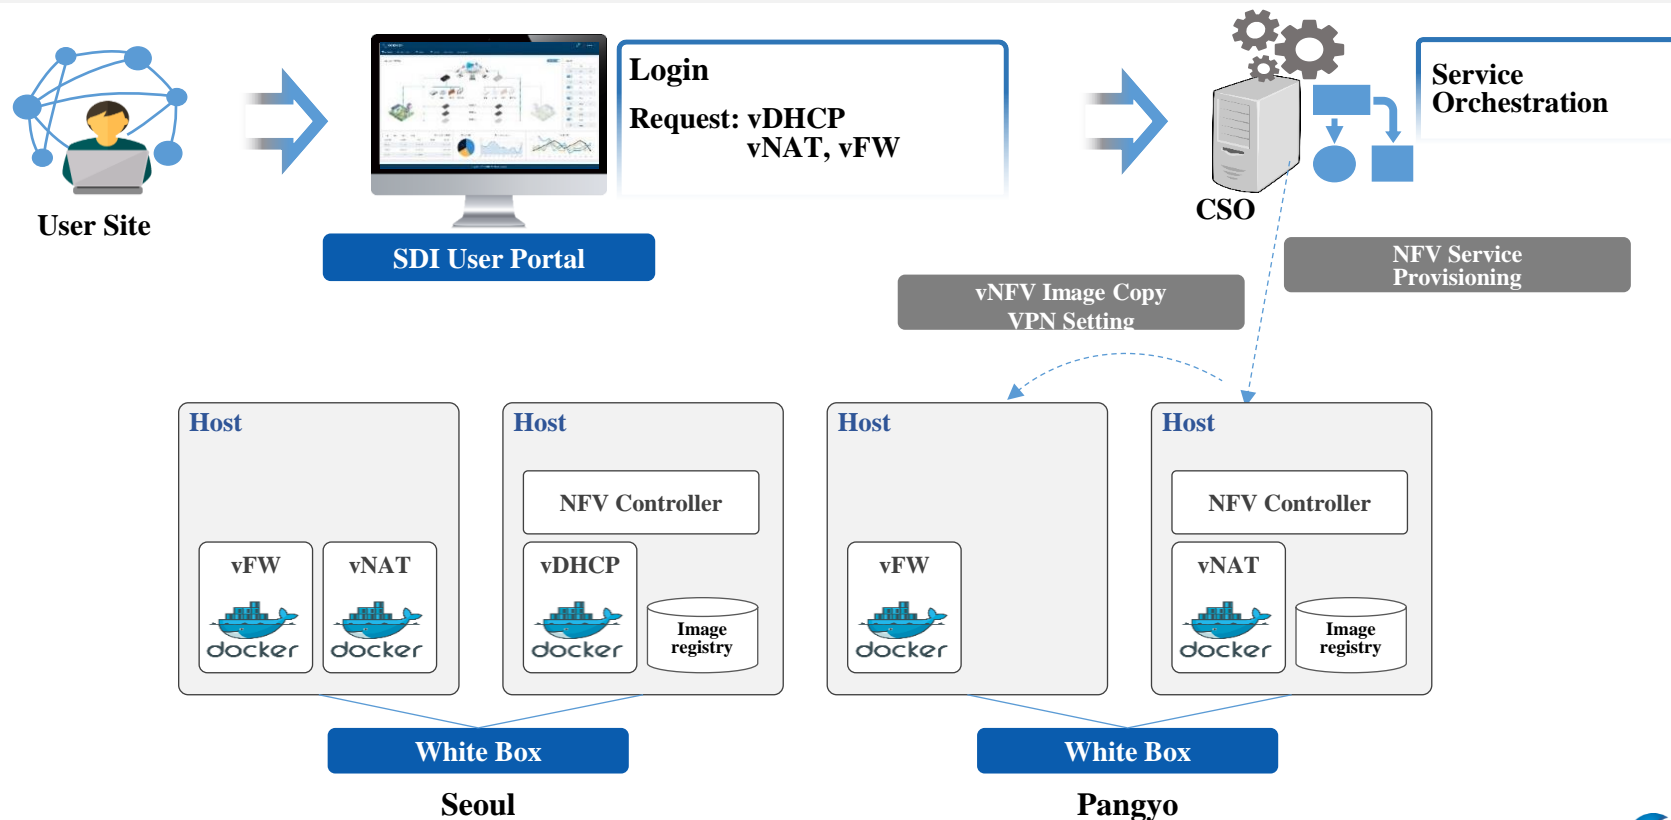 Login
Request: vDHCP
vNAT, vFW
Service
Orchestration
User Site
CSO
SDI User Portal
NFV Service
Provisioning
vNFV Image Copy
VPN Setting
Host
Host
Host
Host
NFV Controller
NFV Controller
vFW
vNAT
vDHCP
vFW
vNAT
Image
registry
Image
registry
docker
docker
docker
docker
docker
White Box
White Box
Seoul
Pangyo